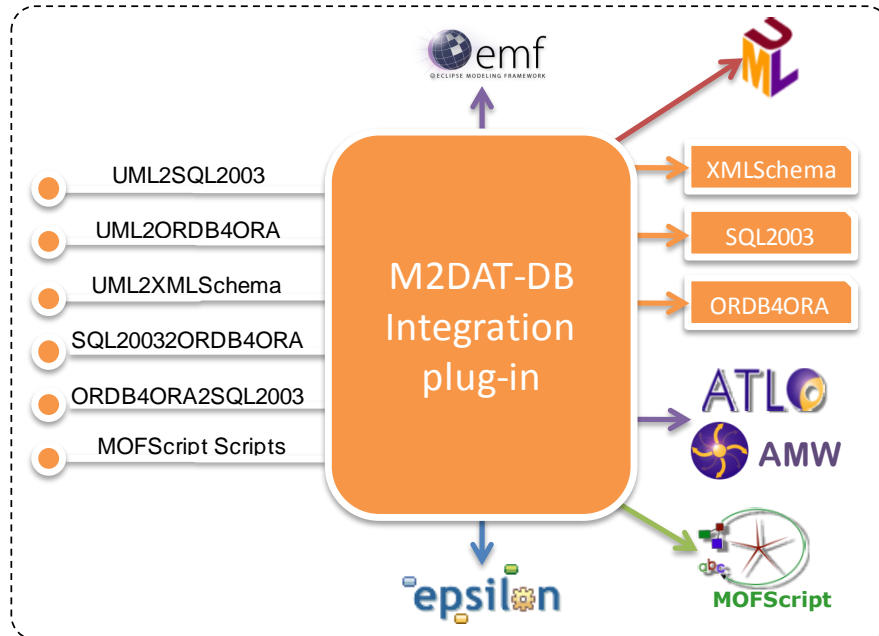 emf
ECLIPSE MODELING FRAMEWORK
UML
UML2SQL2003
UML2ORDB4ORA
UML2XMLSchema
SQL20032ORDB4ORA
ORDB4ORA2SQL2003
MOFScript Scripts
M2DAT-DB
Integration
plug-in
XMLSchema
SQL2003
ORDB4ORA
ATL
AMW
abc
MOFScript
epsilon